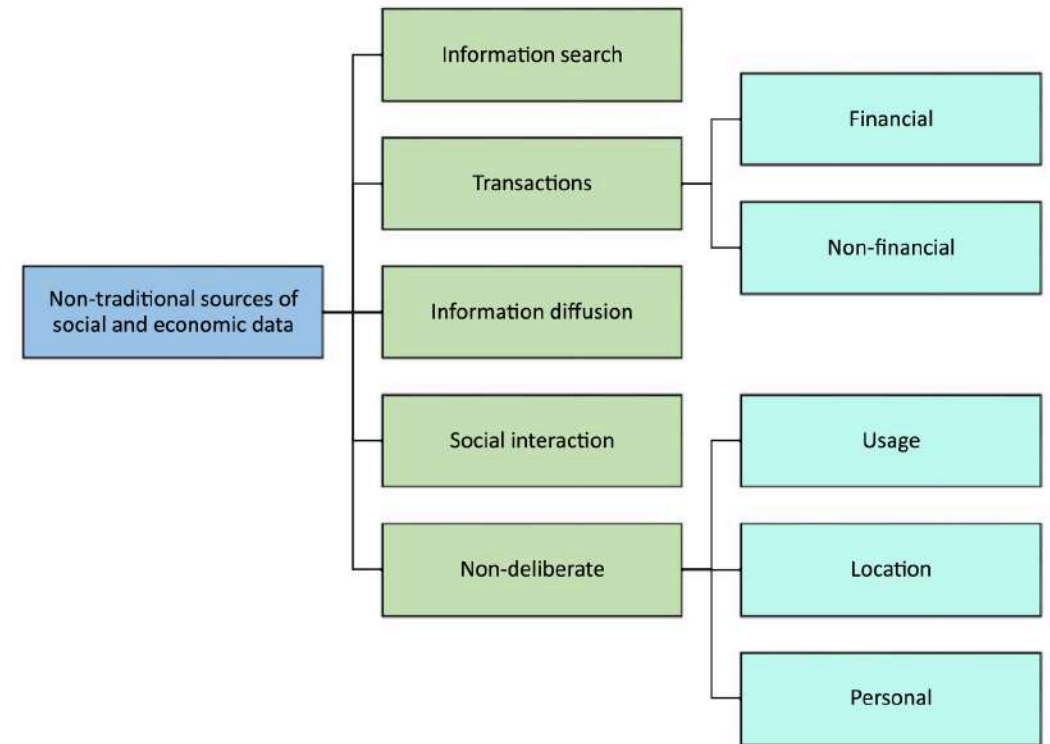 Information search
Financial
Transactions
Non-financial
Non-traditional sources of
social and economic data
Information diffusion
Social interaction
Usage
Non-deliberate
Location
Personal